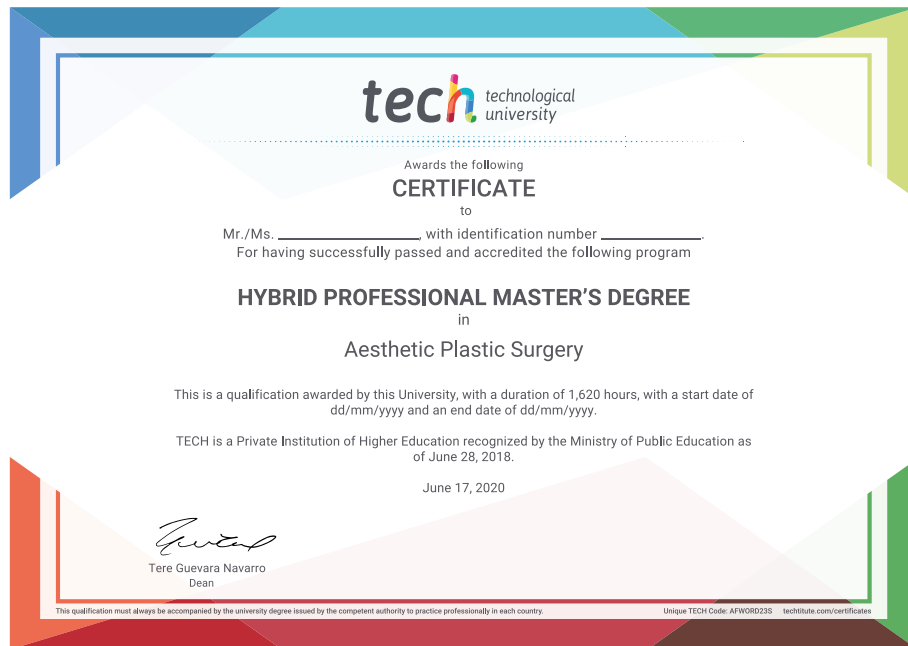 tech technological
university
Awards the following
CERTIFICATE
to
Mr./Ms. ____________________, with identification number ______________.
For having successfully passed and accredited the following program
HYBRID PROFESSIONAL MASTER'S DEGREE
in
Aesthetic Plastic Surgery
This is a qualification awarded by this University, with a duration of 1,620 hours, with a start date of
dd/mm/yyyy and an end date of dd/mm/yyyy.
TECH is a Private Institution of Higher Education recognized by the Ministry of Public Education as
of June 28, 2018.
June 17, 2020
Tere Guevara Navarro
Dean
This qualification must always be accompanied by the university degree issued by the competent authority to practice professionally in each country.
Unique TECH Code: AFWORD23S techtitute.com/certificates